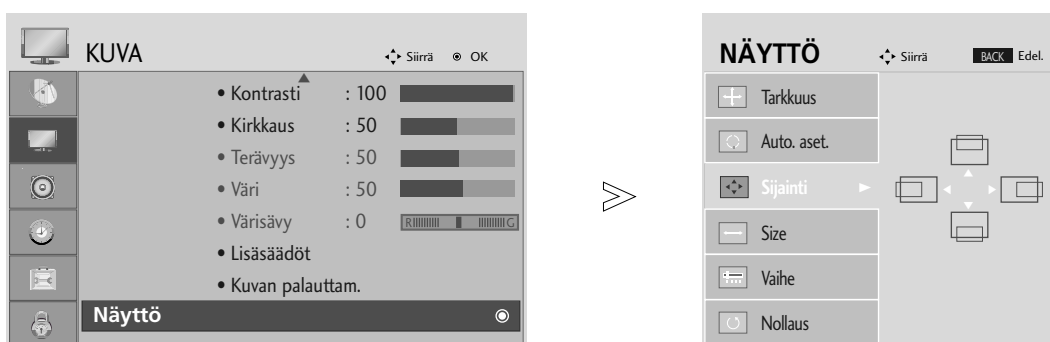 KUVA
Siirrä OK
• Kontrasti : 100
• Kirkkaus : 50
• Terävyys : 50
• Väri : 50
• Värisävy : 0 R G
• Lisäsäädöt
• Kuvan palauttam.
Näyttö
NÄYTTÖ
Siirrä BACK Edel.
Tarkkuus
Auto. aset.
Sijainti
Size
Vaihe
Nollaus